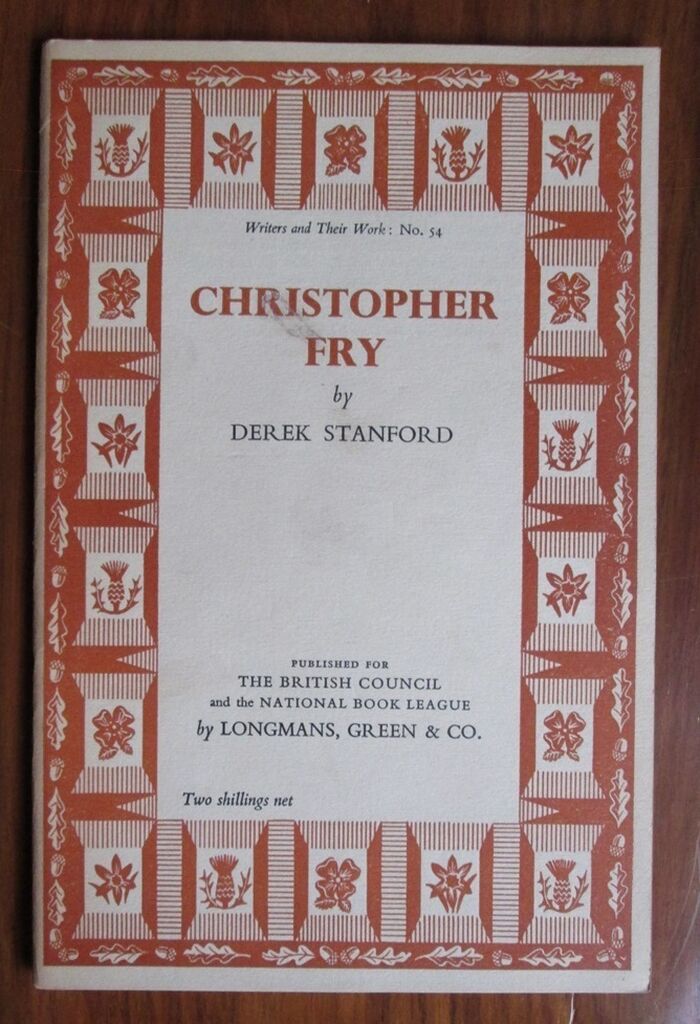 Writers and Their Work: No. 54
CHRISTOPHER
FRY
by
DEREK STANFORD
PUBLISHED FOR
THE BRITISH COUNCIL
and the NATIONAL BOOK LEAGUE
by LONGMANS, GREEN & CO.
Two shillings net